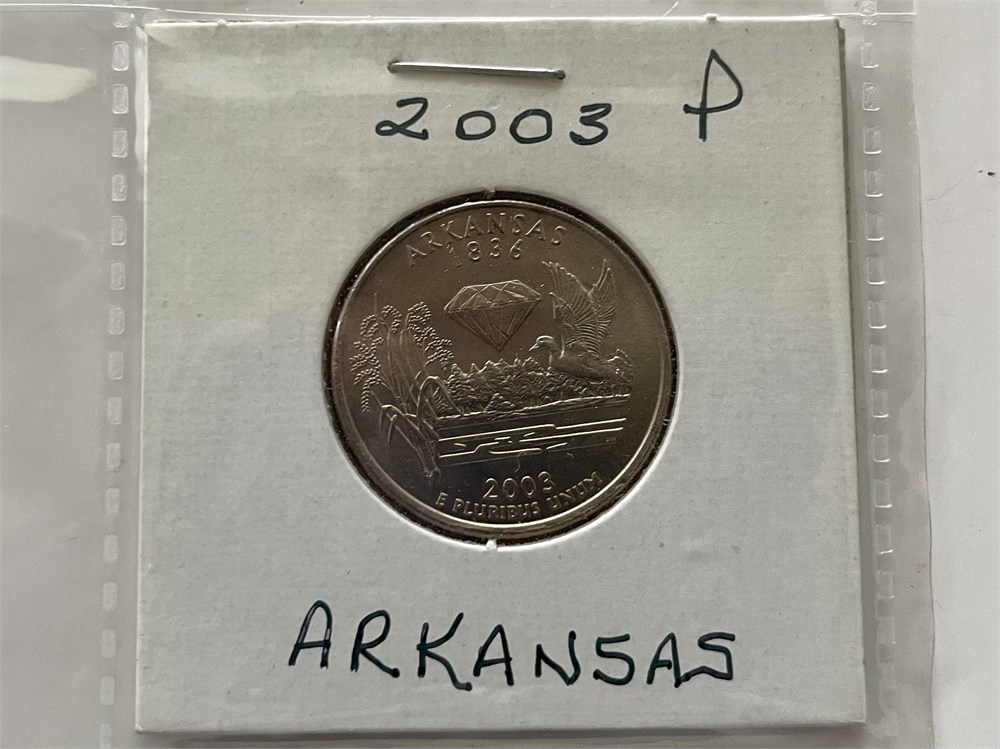 2003 P
ARKANSAS
1836
2003
E PLURIBUS UNUM
ARKANSAS